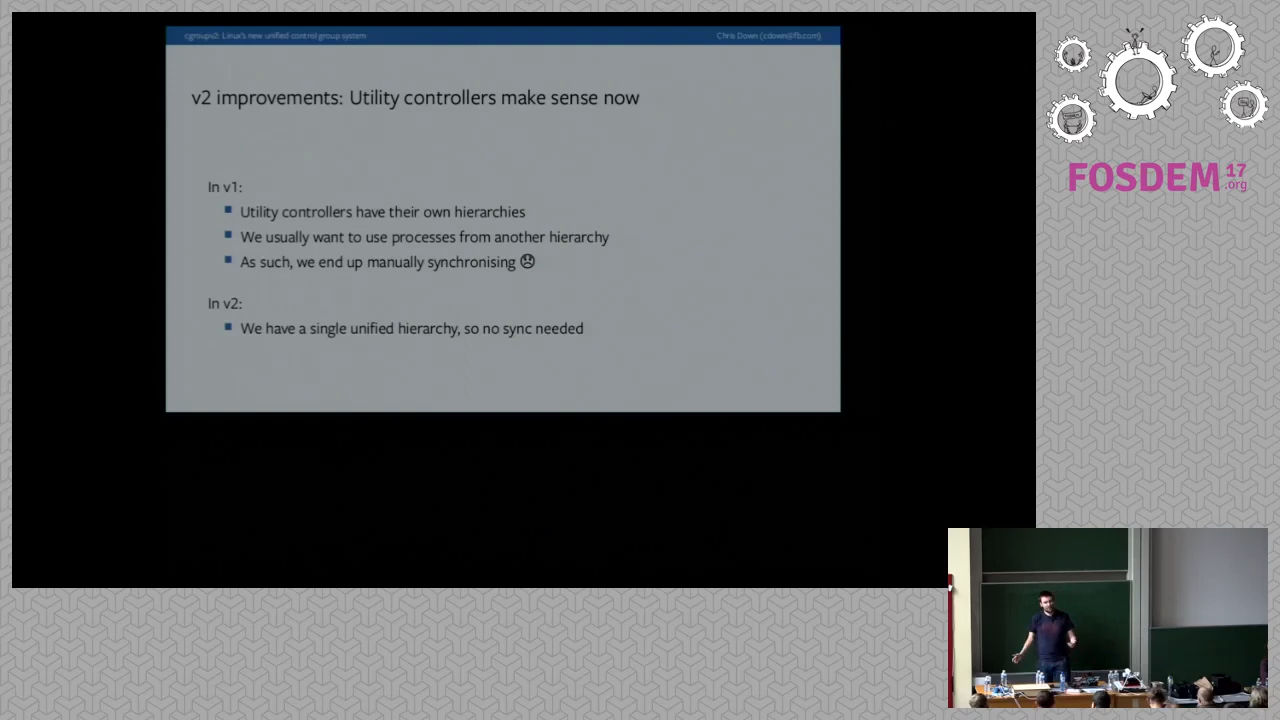 cgroupv2: Linux's new unified control group system
Chris Down (cdown@fb.com)
v2 improvements: Utility controllers make sense now
In v1:
Utility controllers have their own hierarchies
We usually want to use processes from another hierarchy
As such, we end up manually synchronising ☹
In v2:
We have a single unified hierarchy, so no sync needed
FOSDEM 17
.org